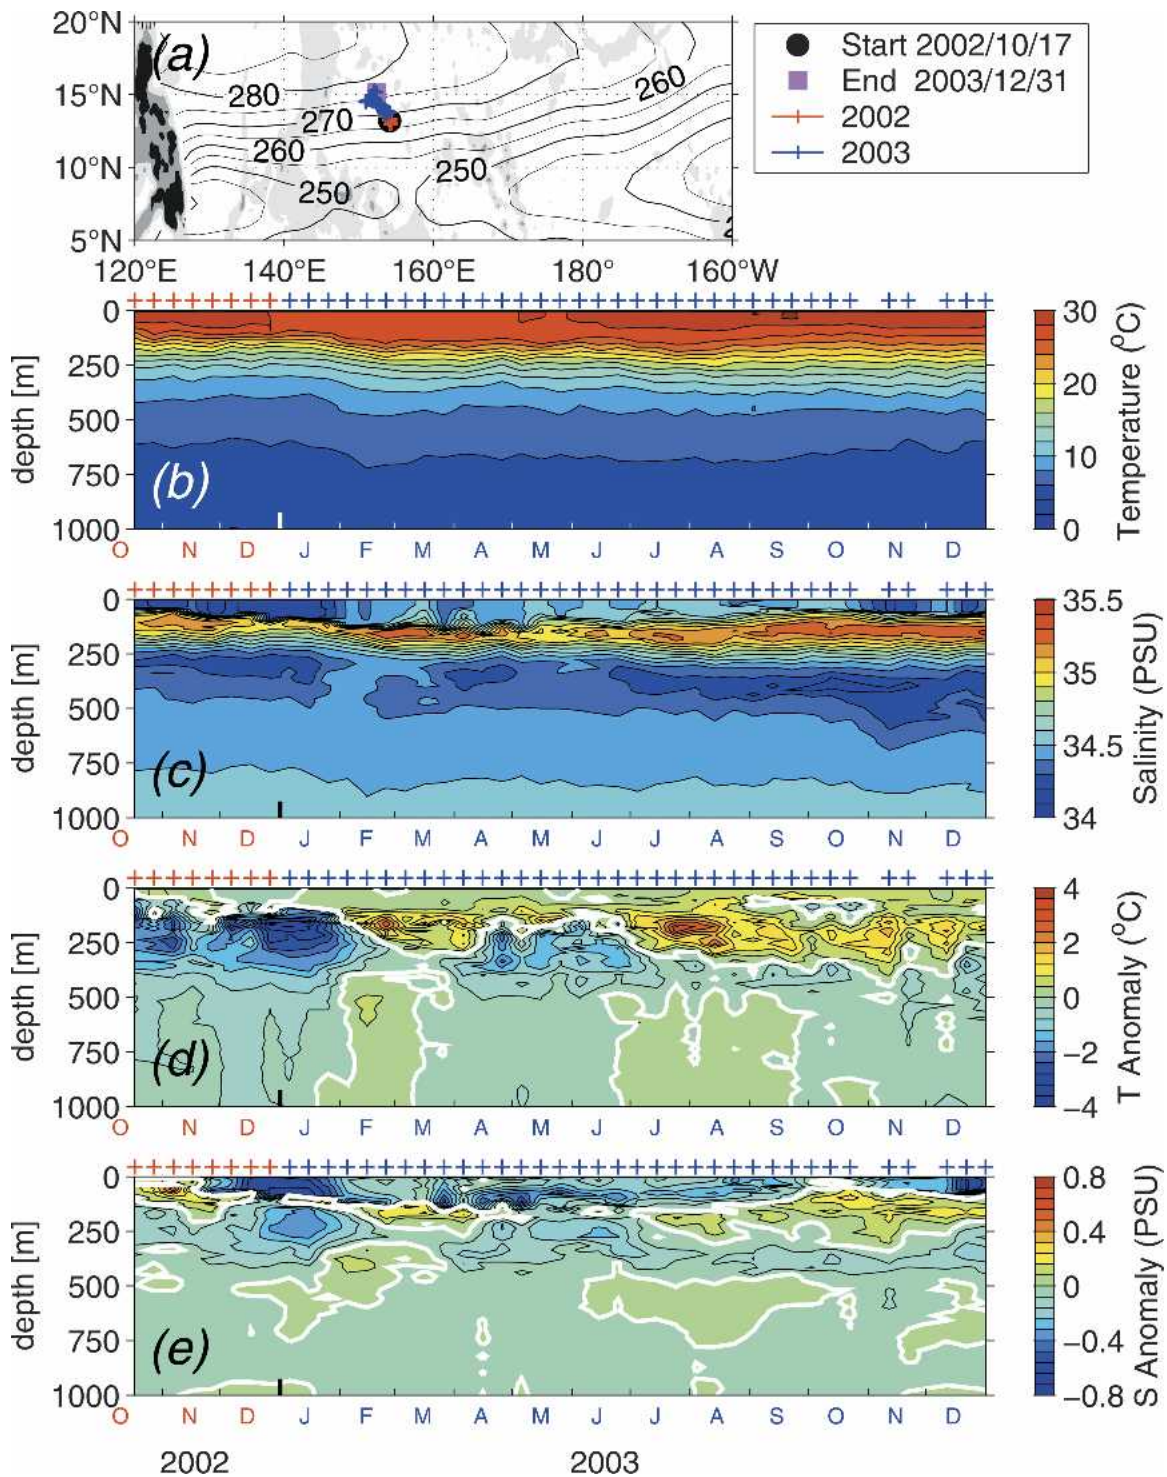 20°N
15°N
10°N
5°N
(a)
280
270
260
250
250
260
2
120°E 140°E 160°E 180° 160°W
Start 2002/10/17
End 2003/12/31
2002
2003
0
250
500
750
1000
depth [m]
(b)
O N D J F M A M J J A S O D
30
20
10
0
Temperature (°C)
0
250
500
750
1000
depth [m]
(c)
O N D J F M A M J J A S O D
35.5
35
34.5
34
Salinity (PSU)
0
250
500
750
1000
depth [m]
(d)
O N D J F M A M J J A S O D
4
2
0
−2
−4
T Anomaly (°C)
0
250
500
750
1000
depth [m]
(e)
O N D J F M A M J J A S O D
0.8
0.4
0
−0.4
−0.8
S Anomaly (PSU)
2002 2003